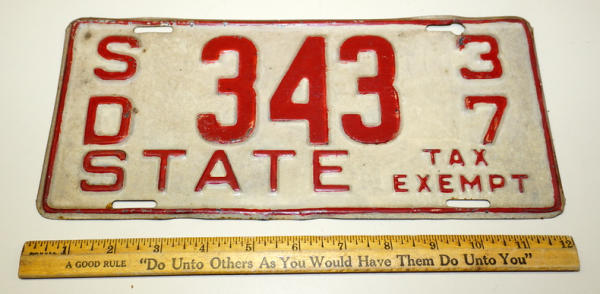 S 343 3
D 7
STATE TAX
EXEMPT
1 2 3 4 5 6 7 8 9 10 11 12
A GOOD RULE "Do Unto Others As You Would Have Them Do Unto You"